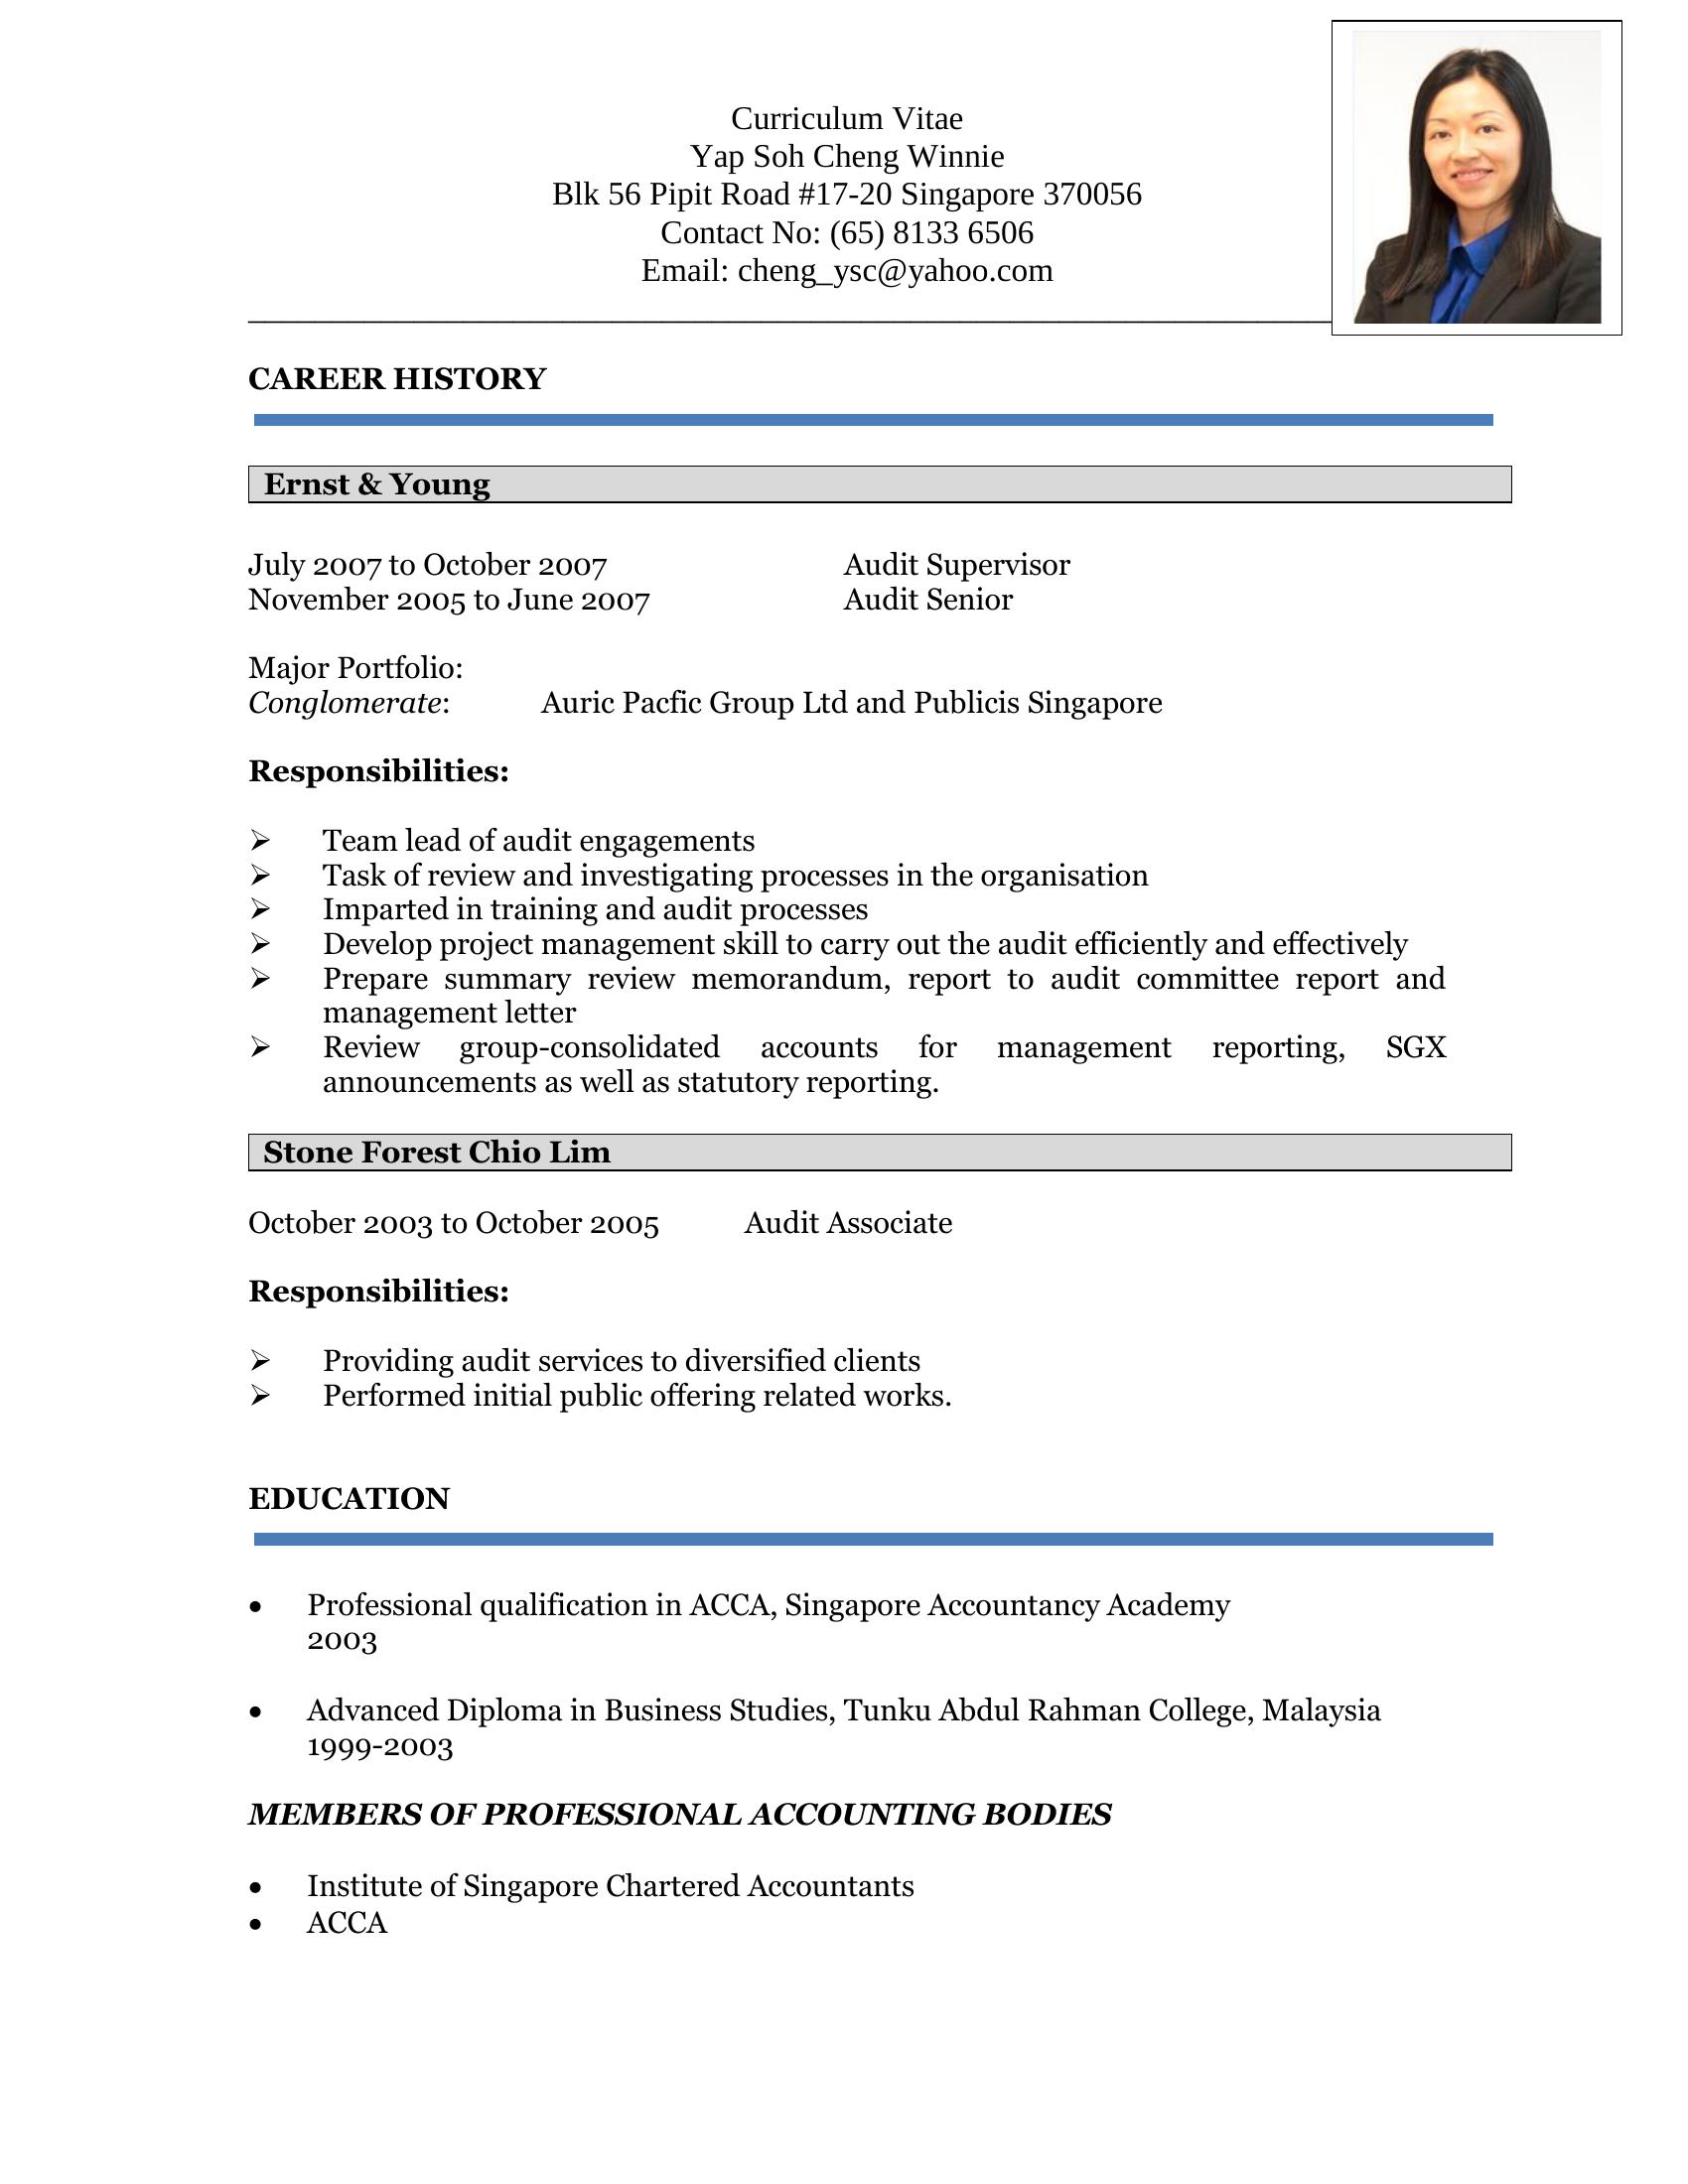 Curriculum Vitae
Yap Soh Cheng Winnie
Blk 56 Pipit Road #17-20 Singapore 370056
Contact No: (65) 8133 6506
Email: cheng_ysc@yahoo.com
CAREER HISTORY
Ernst & Young
July 2007 to October 2007 Audit Supervisor
November 2005 to June 2007 Audit Senior
Major Portfolio:
Conglomerate: Auric Pacfic Group Ltd and Publicis Singapore
Responsibilities:
➢ Team lead of audit engagements
➢ Task of review and investigating processes in the organisation
➢ Imparted in training and audit processes
➢ Develop project management skill to carry out the audit efficiently and effectively
➢ Prepare summary review memorandum, report to audit committee report and
management letter
➢ Review group-consolidated accounts for management reporting, SGX
announcements as well as statutory reporting.
Stone Forest Chio Lim
October 2003 to October 2005 Audit Associate
Responsibilities:
➢ Providing audit services to diversified clients
➢ Performed initial public offering related works.
EDUCATION
• Professional qualification in ACCA, Singapore Accountancy Academy
2003
• Advanced Diploma in Business Studies, Tunku Abdul Rahman College, Malaysia
1999-2003
MEMBERS OF PROFESSIONAL ACCOUNTING BODIES
• Institute of Singapore Chartered Accountants
• ACCA